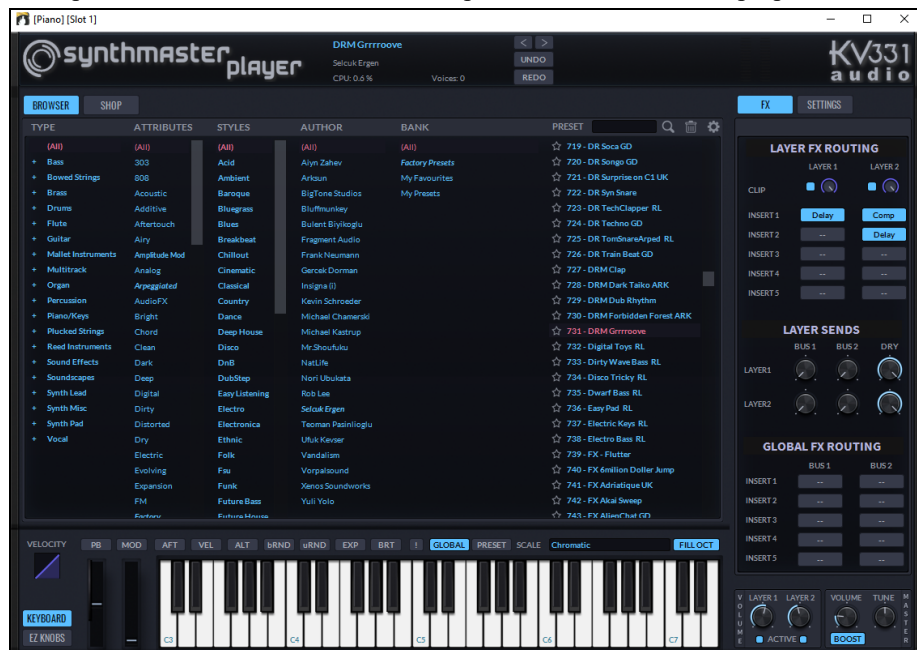 [Piano] [Slot 1]
synthmaster player
DRM Grrrroove
Selcuk Ergen
CPU: 0.6 %
Voices: 0
< >
UNDO
REDO
KV331 audio
BROWSER SHOP
FX SETTINGS
TYPE
(All)
+ Bass
+ Bowed Strings
+ Brass
+ Drums
+ Flute
+ Guitar
+ Mallet Instruments
+ Multitrack
+ Organ
+ Percussion
+ Piano/Keys
+ Plucked Strings
+ Reed Instruments
+ Sound Effects
+ Soundscapes
+ Synth Lead
+ Synth Misc
+ Synth Pad
+ Vocal
ATTRIBUTES
(All)
303
808
Acoustic
Additive
Aftertouch
Airy
Amplitude Mod
Analog
Arpeggiated
AudioFX
Bright
Chord
Clean
Dark
Deep
Digital
Dirty
Distorted
Dry
Electric
Evolving
Expansion
FM
Factory
STYLES
(All)
Acid
Ambient
Baroque
Bluegrass
Blues
Breakbeat
Chillout
Cinematic
Classical
Country
Dance
Deep House
Disco
DnB
DubStep
Easy Listening
Electro
Electronica
Ethnic
Folk
Fsu
Funk
Future Bass
Future House
AUTHOR
(All)
Aiyn Zahev
Arksun
BigTone Studios
Bluffmunkey
Bulent Biyikoglu
Fragment Audio
Frank Neumann
Gercek Dorman
Insigna (i)
Kevin Schroeder
Michael Chamerski
Michael Kastrup
Mr.Shoufuku
NatLife
Nori Ubukata
Rob Lee
Selcuk Ergen
Teoman Pasinlioglu
Ufuk Kevser
Vandalism
Vorpalsound
Xenos Soundworks
Yuli Yolo
BANK
(All)
Factory Presets
My Favourites
My Presets
PRESET
719 - DR Soca GD
720 - DR Songo GD
721 - DR Surprise on C1 UK
722 - DR Syn Snare
723 - DR TechClapper RL
724 - DR Techno GD
725 - DR TomSnareArped RL
726 - DR Train Beat GD
727 - DRM Clap
728 - DRM Dark Taiko ARK
729 - DRM Dub Rhythm
730 - DRM Forbidden Forest ARK
731 - DRM Grrrroove
732 - Digital Toys RL
733 - Dirty Wave Bass RL
734 - Disco Tricky RL
735 - Dwarf Bass RL
736 - Easy Pad RL
737 - Electric Keys RL
738 - Electro Bass RL
739 - FX - Flutter
740 - FX 6milion Doller Jump
741 - FX Adriatique UK
742 - FX Akai Sweep
743 - FX AlienChat GD
LAYER FX ROUTING
LAYER 1 LAYER 2
CLIP
INSERT 1 Delay Comp
INSERT 2 -- Delay
INSERT 3 -- --
INSERT 4 -- --
INSERT 5 -- --
LAYER SENDS
BUS 1 BUS 2 DRY
LAYER1
LAYER2
GLOBAL FX ROUTING
BUS 1 BUS 2
INSERT 1 -- --
INSERT 2 -- --
INSERT 3 -- --
INSERT 4 -- --
INSERT 5 -- --
VELOCITY PB MOD AFT VEL ALT bRND uRND EXP BRT ! GLOBAL PRESET SCALE Chromatic FILL OCT
KEYBOARD
EZ KNOBS
C3 C4 C5 C6 C7
VOLUME
LAYER 1 LAYER 2
ACTIVE
VOLUME TUNE
BOOST
MASTER